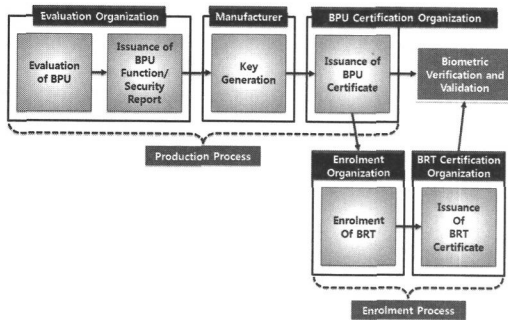 Evaluation Organization
Manufacturer
BPU Certification Organization
Evaluation
of BPU
Issuance of
BPU
Function/
Security
Report
Key
Generation
Issuance of
BPU
Certificate
Biometric
Verification and
Validation
Production Process
Enrolment
Organization
BRT Certification
Organization
Enrolment
Of BRT
Issuance
Of
BRT
Certificate
Enrolment Process